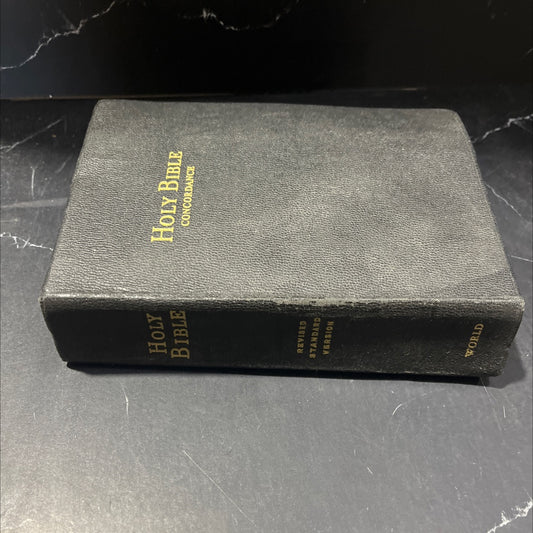 HOLY BIBLE
CONCORDANCE
HOLY
BIBLE
REVISED
STANDARD
VERSION
WORLD